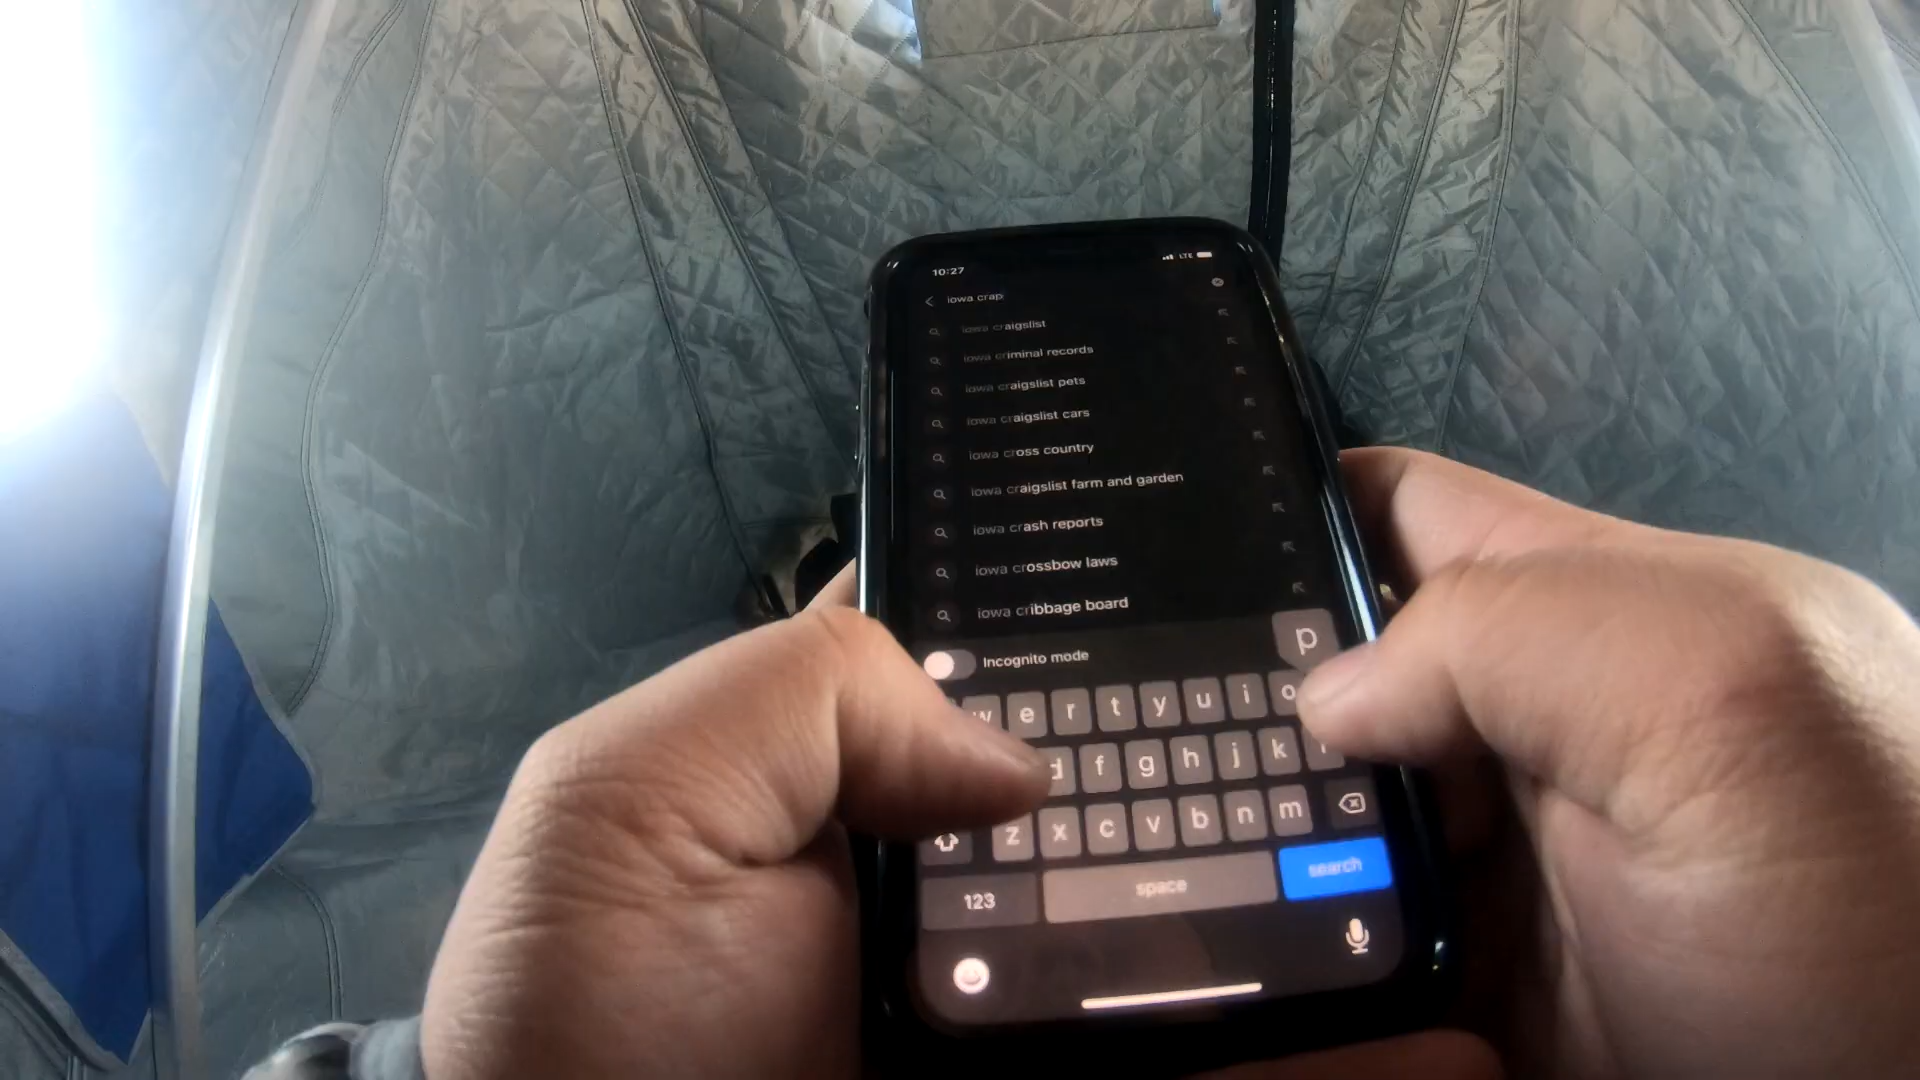 10:27 LTE
iowa crap
iowa craigslist
iowa criminal records
iowa craigslist pets
iowa craigslist cars
iowa cross country
iowa craigslist farm and garden
iowa crash reports
iowa crossbow laws
iowa cribbage board
p
Incognito mode
w e r t y u i o
d f g h j k l
z x c v b n m
123 space search